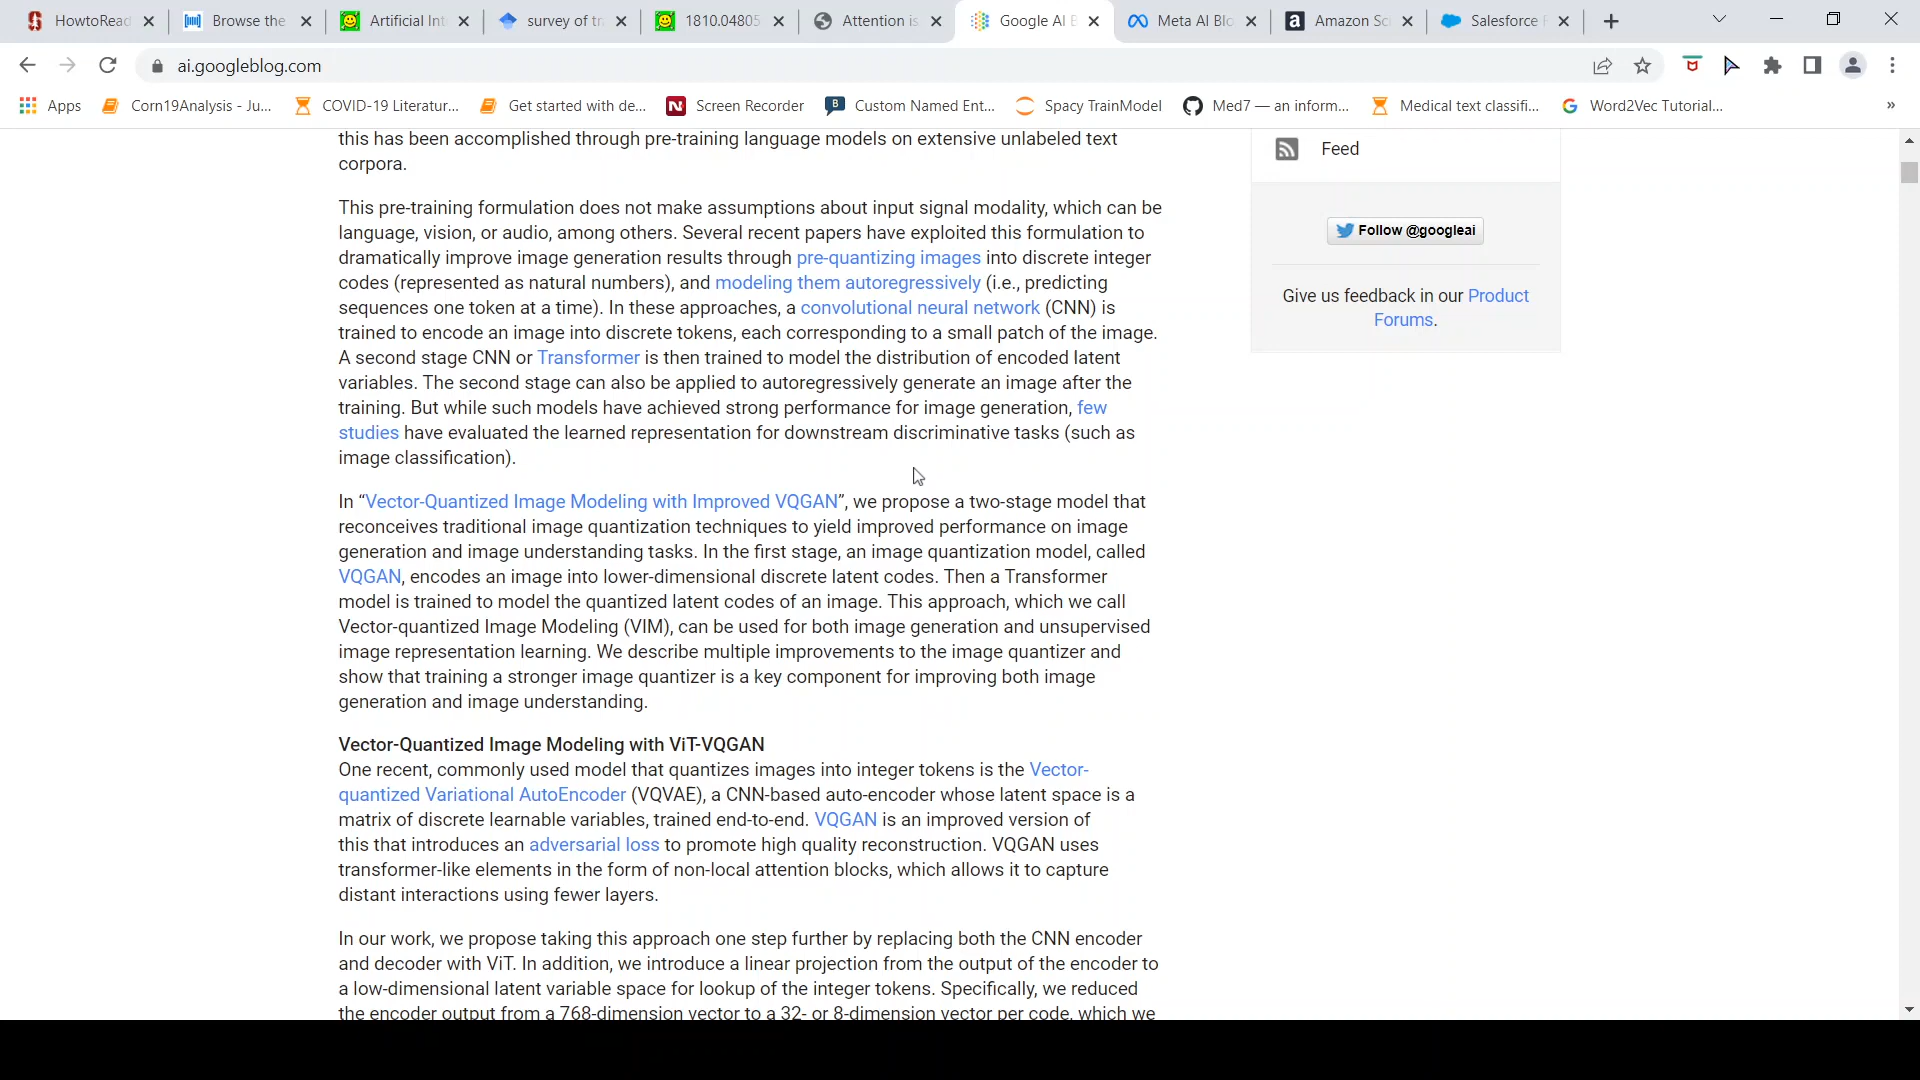 HowtoRead
Browse the
Artificial Int
survey of tr
1810.04805
Attention is
Google AI B
Meta AI Blo
Amazon Sc
Salesforce
ai.googleblog.com
Apps
Corn19Analysis - Ju...
COVID-19 Literatur...
Get started with de...
Screen Recorder
Custom Named Ent...
Spacy TrainModel
Med7 — an inform...
Medical text classifi...
Word2Vec Tutorial...
»
this has been accomplished through pre-training language models on extensive unlabeled text
corpora.
This pre-training formulation does not make assumptions about input signal modality, which can be
language, vision, or audio, among others. Several recent papers have exploited this formulation to
dramatically improve image generation results through pre-quantizing images into discrete integer
codes (represented as natural numbers), and modeling them autoregressively (i.e., predicting
sequences one token at a time). In these approaches, a convolutional neural network (CNN) is
trained to encode an image into discrete tokens, each corresponding to a small patch of the image.
A second stage CNN or Transformer is then trained to model the distribution of encoded latent
variables. The second stage can also be applied to autoregressively generate an image after the
training. But while such models have achieved strong performance for image generation, few
studies have evaluated the learned representation for downstream discriminative tasks (such as
image classification).
In “Vector-Quantized Image Modeling with Improved VQGAN”, we propose a two-stage model that
reconceives traditional image quantization techniques to yield improved performance on image
generation and image understanding tasks. In the first stage, an image quantization model, called
VQGAN, encodes an image into lower-dimensional discrete latent codes. Then a Transformer
model is trained to model the quantized latent codes of an image. This approach, which we call
Vector-quantized Image Modeling (VIM), can be used for both image generation and unsupervised
image representation learning. We describe multiple improvements to the image quantizer and
show that training a stronger image quantizer is a key component for improving both image
generation and image understanding.
Vector-Quantized Image Modeling with ViT-VQGAN
One recent, commonly used model that quantizes images into integer tokens is the Vector-
quantized Variational AutoEncoder (VQVAE), a CNN-based auto-encoder whose latent space is a
matrix of discrete learnable variables, trained end-to-end. VQGAN is an improved version of
this that introduces an adversarial loss to promote high quality reconstruction. VQGAN uses
transformer-like elements in the form of non-local attention blocks, which allows it to capture
distant interactions using fewer layers.
In our work, we propose taking this approach one step further by replacing both the CNN encoder
and decoder with ViT. In addition, we introduce a linear projection from the output of the encoder to
a low-dimensional latent variable space for lookup of the integer tokens. Specifically, we reduced
the encoder output from a 768-dimension vector to a 32- or 8-dimension vector per code, which we
Feed
Follow @googleai
Give us feedback in our Product
Forums.